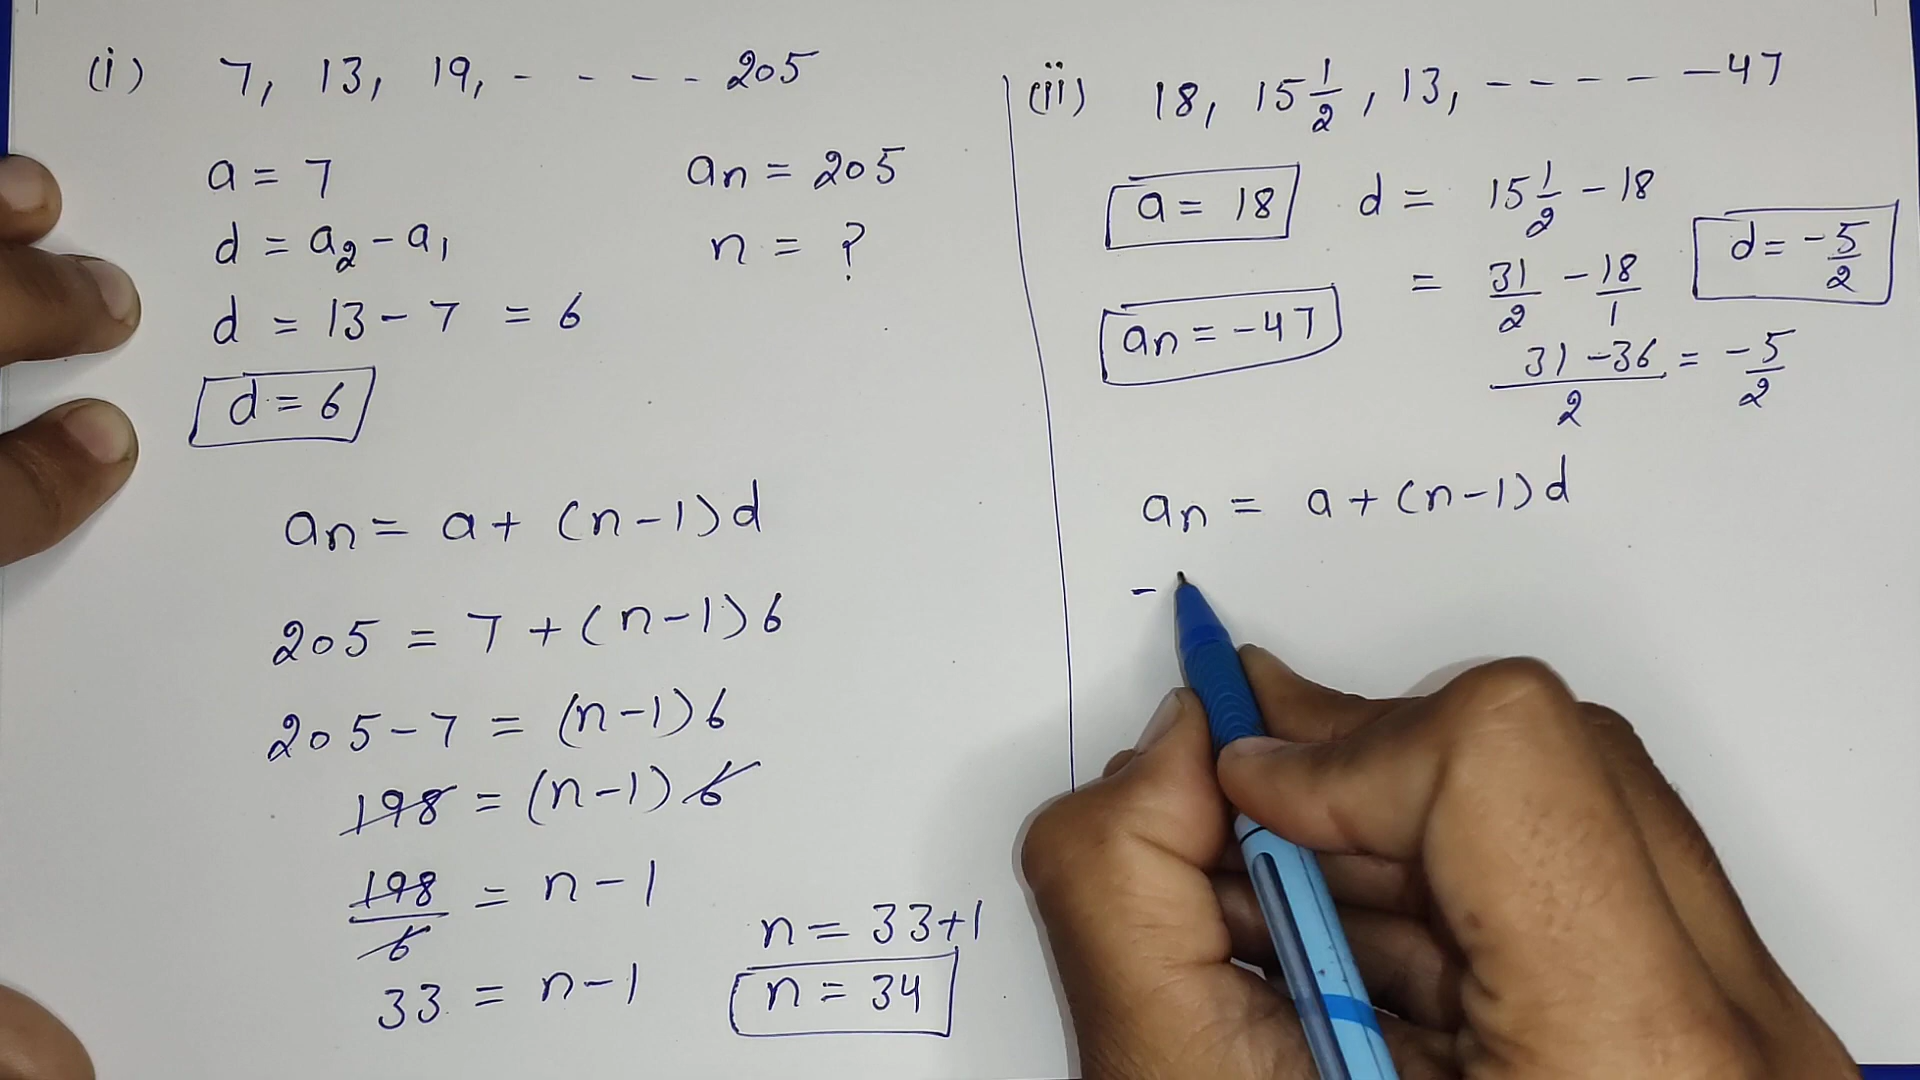 (i) 7, 13, 19, - - - - 205
a = 7
an = 205
d = a2 - a1
n = ?
d = 13 - 7 = 6
d = 6
an = a + (n-1)d
205 = 7 + (n-1)6
205 - 7 = (n-1)6
198 = (n-1)6
198/6 = n - 1
33 = n - 1
n = 33+1
n = 34
(ii) 18, 15 1/2, 13, - - - - - -47
a = 18
d = 15 1/2 - 18
= 31/2 - 18/1
d = -5/2
an = -47
31 - 36/2 = -5/2
an = a + (n-1)d
-